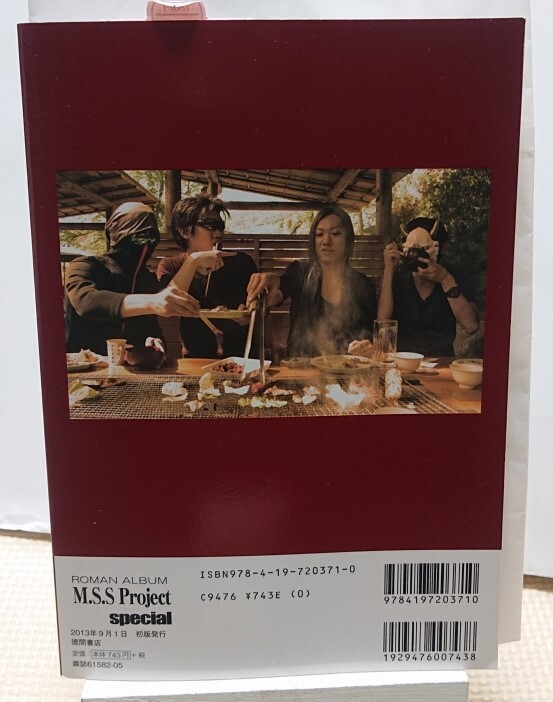 ROMAN ALBUM
M.S.S Project
special
2013年9月1日 初版発行
徳間書店
定価 本体743円+税
雑誌61582-05
ISBN978-4-19-720371-0
C9476 ¥743E (0)
9784197203710
1929476007438